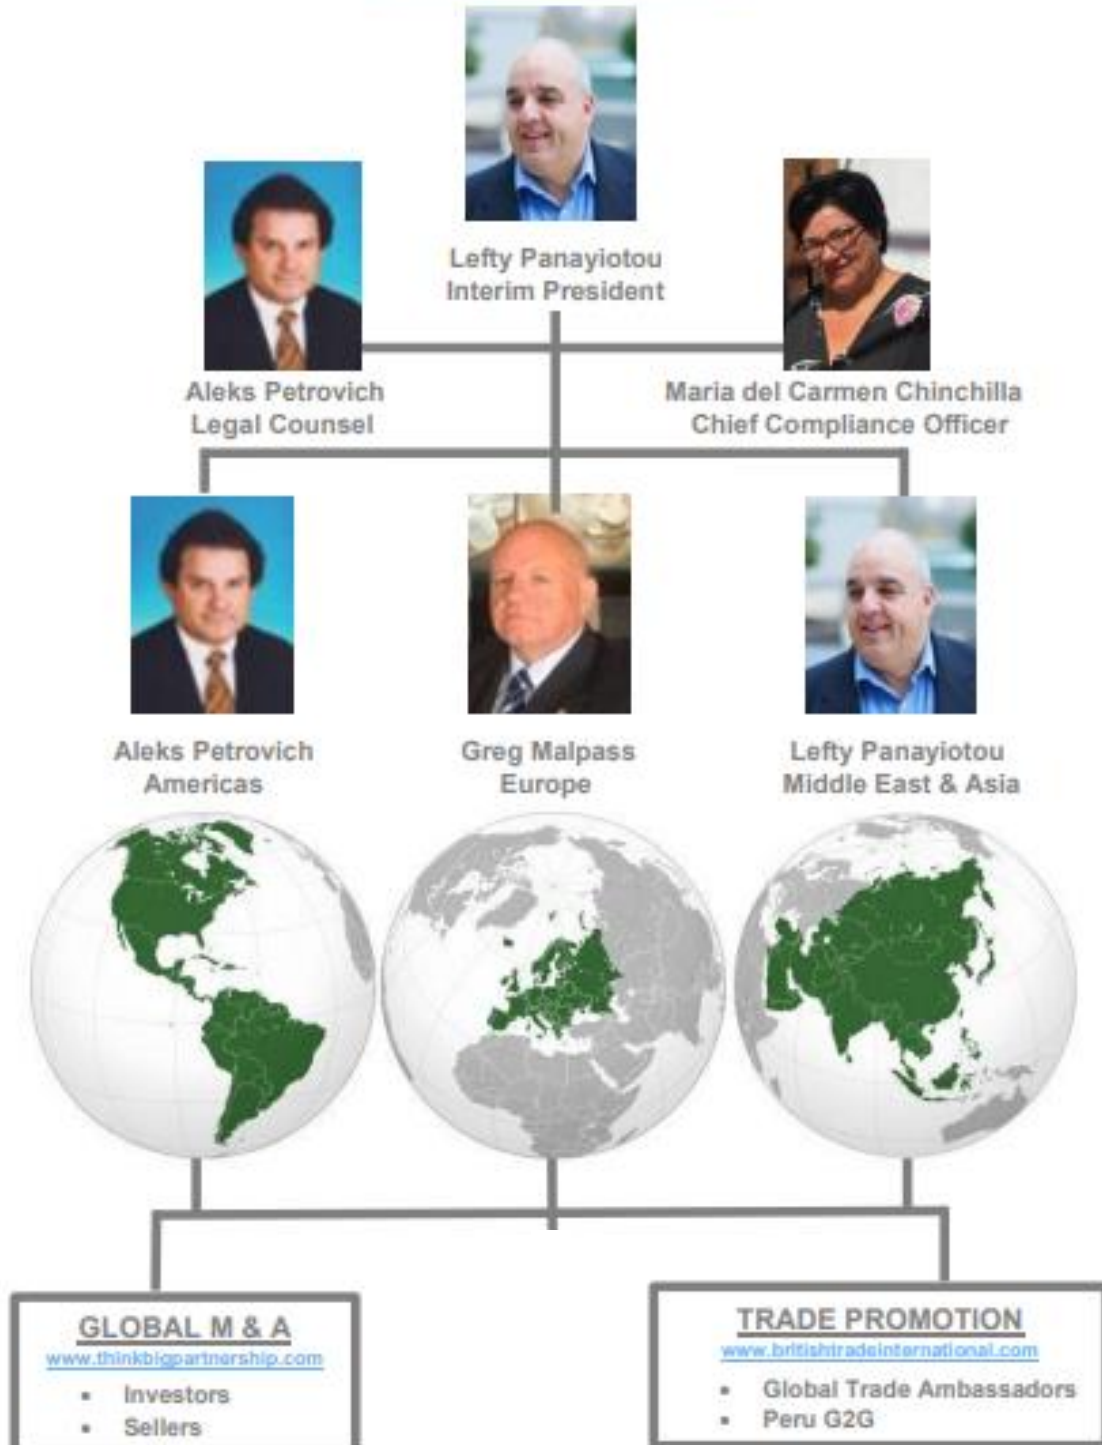 Lefty Panayiotou
Interim President
Aleks Petrovich
Legal Counsel
Maria del Carmen Chinchilla
Chief Compliance Officer
Aleks Petrovich
Americas
Greg Malpass
Europe
Lefty Panayiotou
Middle East & Asia
GLOBAL M & A
www.thinkbigpartnership.com
• Investors
• Sellers
TRADE PROMOTION
www.britishtradeinternational.com
• Global Trade Ambassadors
• Peru G2G